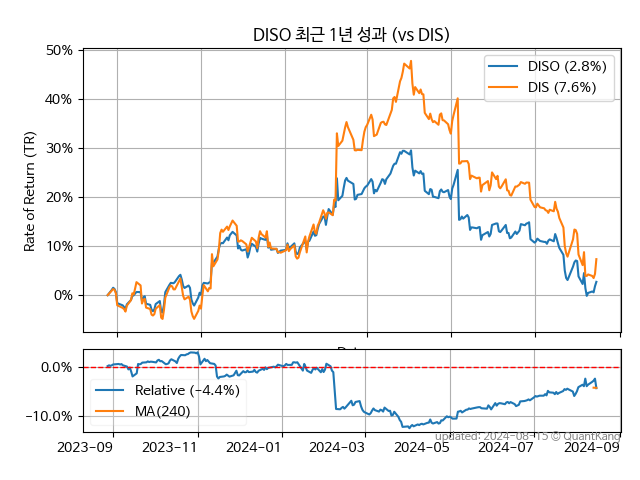 DISO 최근 1년 성과 (vs DIS)
50%
40%
30%
20%
10%
0%
Rate of Return (TR)
DISO (2.8%)
DIS (7.6%)
0.0%
−10.0%
Relative (−4.4%)
MA(240)
updated: 2024-08-15 © QuantKang
2023−09
2023−11
2024−01
2024−03
2024−05
2024−07
2024−09